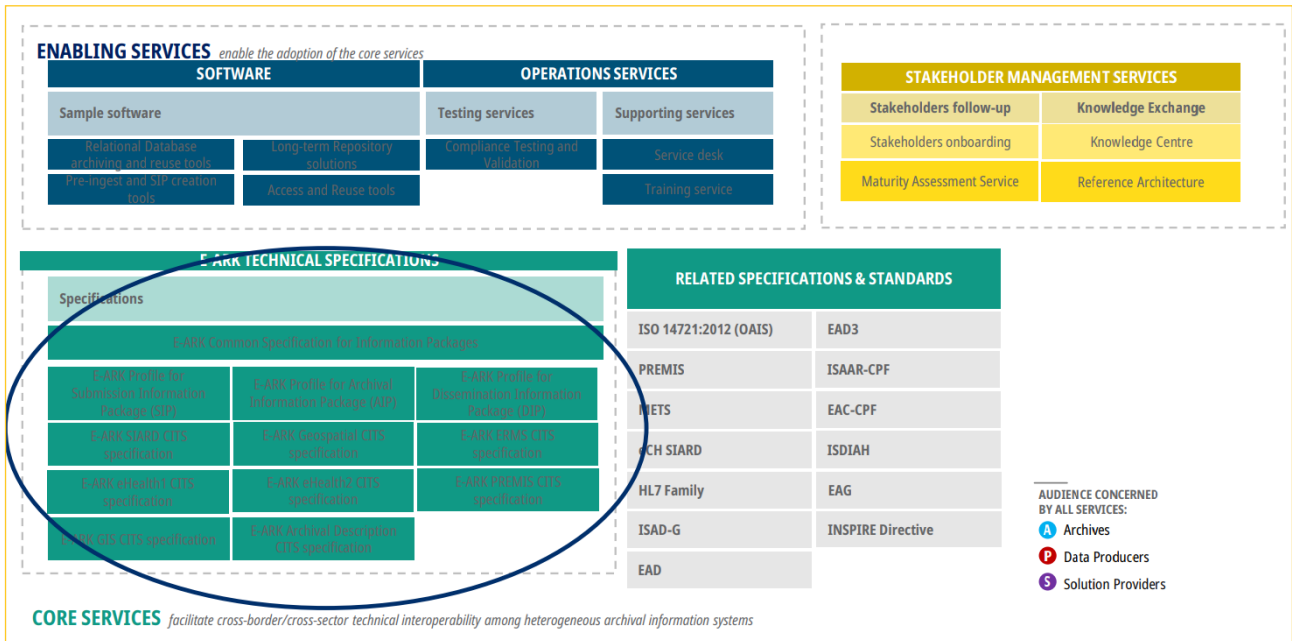 ENABLING SERVICES enable the adoption of the core services
SOFTWARE
OPERATIONS SERVICES
Sample software
Testing services
Supporting services
Relational Database
archiving and reuse tools
Long-term Repository
solutions
Compliance Testing and
Validation
Service desk
Pre-ingest and SIP creation
tools
Access and Reuse tools
Training service
STAKEHOLDER MANAGEMENT SERVICES
Stakeholders follow-up
Knowledge Exchange
Stakeholders onboarding
Knowledge Centre
Maturity Assessment Service
Reference Architecture
E-ARK TECHNICAL SPECIFICATIONS
Specifications
E-ARK Common Specification for Information Packages
E-ARK Profile for
Submission Information
Package (SIP)
E-ARK Profile for Archival
Information Package (AIP)
E-ARK Profile for
Dissemination Information
Package (DIP)
E-ARK SIARD CITS
specification
E-ARK Geospatial CITS
specification
E-ARK ERMS CITS
specification
E-ARK eHealth1 CITS
specification
E-ARK eHealth2 CITS
specification
E-ARK PREMIS CITS
specification
E-ARK GIS CITS specification
E-ARK Archival Description
CITS specification
RELATED SPECIFICATIONS & STANDARDS
ISO 14721:2012 (OAIS)
EAD3
PREMIS
ISAAR-CPF
METS
EAC-CPF
eCH SIARD
ISDIAH
HL7 Family
EAG
ISAD-G
INSPIRE Directive
EAD
AUDIENCE CONCERNED
BY ALL SERVICES:
A Archives
P Data Producers
S Solution Providers
CORE SERVICES facilitate cross-border/cross-sector technical interoperability among heterogeneous archival information systems